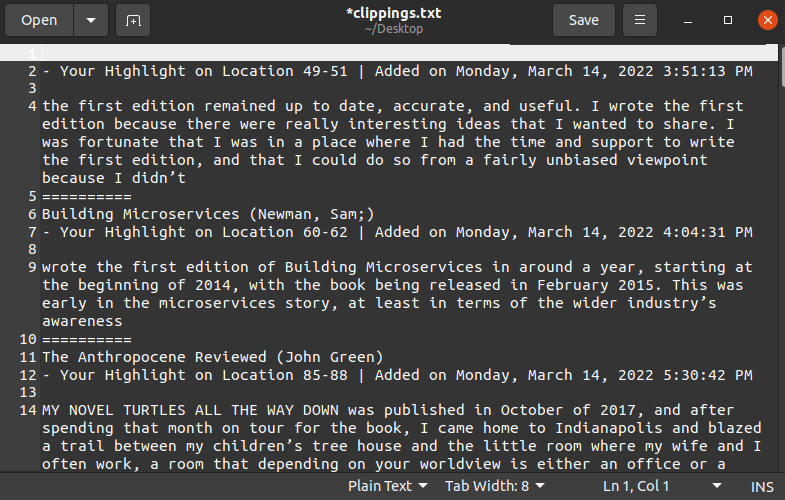 Open
*clippings.txt
~/Desktop
Save
1
2 - Your Highlight on Location 49-51 | Added on Monday, March 14, 2022 3:51:13 PM
3
4 the first edition remained up to date, accurate, and useful. I wrote the first
edition because there were really interesting ideas that I wanted to share. I
was fortunate that I was in a place where I had the time and support to write
the first edition, and that I could do so from a fairly unbiased viewpoint
because I didn’t
5 ==========
6 Building Microservices (Newman, Sam;)
7 - Your Highlight on Location 60-62 | Added on Monday, March 14, 2022 4:04:31 PM
8
9 wrote the first edition of Building Microservices in around a year, starting at
the beginning of 2014, with the book being released in February 2015. This was
early in the microservices story, at least in terms of the wider industry’s
awareness
10 ==========
11 The Anthropocene Reviewed (John Green)
12 - Your Highlight on Location 85-88 | Added on Monday, March 14, 2022 5:30:42 PM
13
14 MY NOVEL TURTLES ALL THE WAY DOWN was published in October of 2017, and after
spending that month on tour for the book, I came home to Indianapolis and blazed
a trail between my children’s tree house and the little room where my wife and I
often work, a room that depending on your worldview is either an office or a
Plain Text Tab Width: 8 Ln 1, Col 1 INS